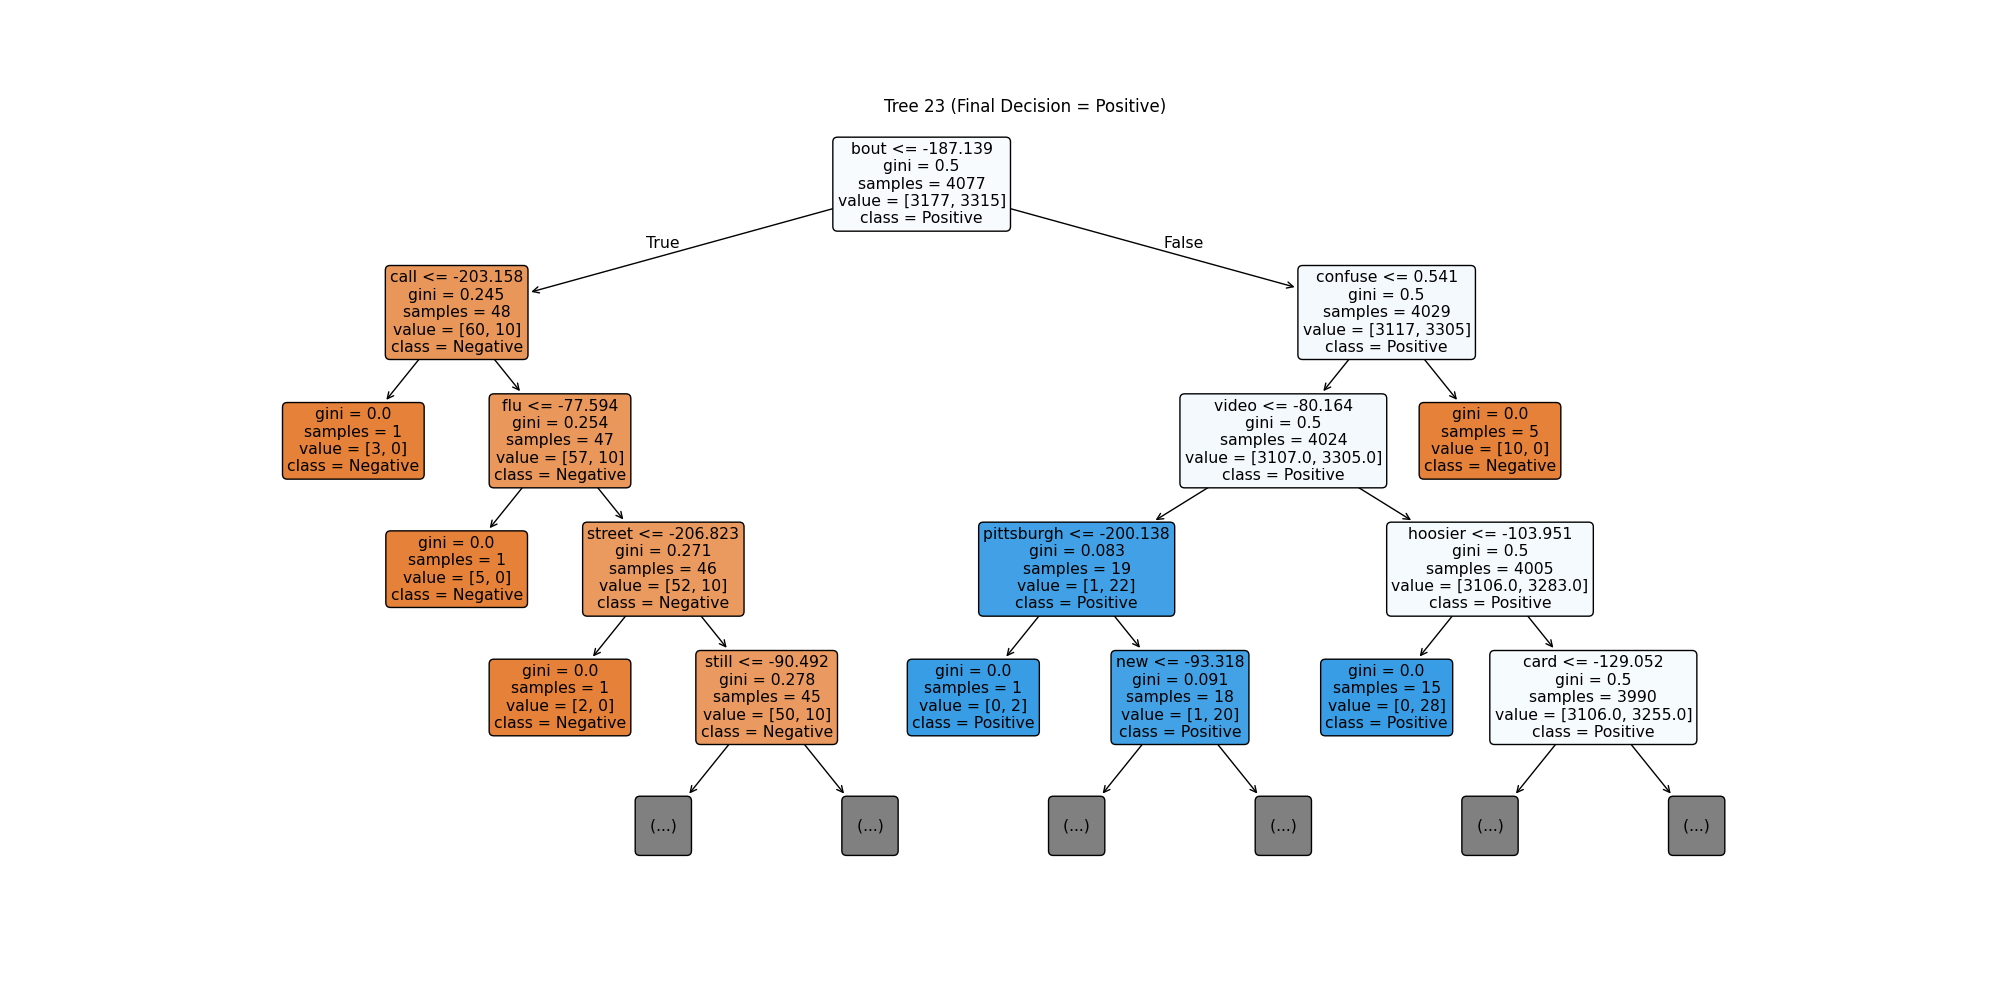 Tree 23 (Final Decision = Positive)
bout <= -187.139
gini = 0.5
samples = 4077
value = [3177, 3315]
class = Positive
True
False
call <= -203.158
gini = 0.245
samples = 48
value = [60, 10]
class = Negative
confuse <= 0.541
gini = 0.5
samples = 4029
value = [3117, 3305]
class = Positive
gini = 0.0
samples = 1
value = [3, 0]
class = Negative
flu <= -77.594
gini = 0.254
samples = 47
value = [57, 10]
class = Negative
video <= -80.164
gini = 0.5
samples = 4024
value = [3107.0, 3305.0]
class = Positive
gini = 0.0
samples = 5
value = [10, 0]
class = Negative
gini = 0.0
samples = 1
value = [5, 0]
class = Negative
street <= -206.823
gini = 0.271
samples = 46
value = [52, 10]
class = Negative
pittsburgh <= -200.138
gini = 0.083
samples = 19
value = [1, 22]
class = Positive
hoosier <= -103.951
gini = 0.5
samples = 4005
value = [3106.0, 3283.0]
class = Positive
gini = 0.0
samples = 1
value = [2, 0]
class = Negative
still <= -90.492
gini = 0.278
samples = 45
value = [50, 10]
class = Negative
gini = 0.0
samples = 1
value = [0, 2]
class = Positive
new <= -93.318
gini = 0.091
samples = 18
value = [1, 20]
class = Positive
gini = 0.0
samples = 15
value = [0, 28]
class = Positive
card <= -129.052
gini = 0.5
samples = 3990
value = [3106.0, 3255.0]
class = Positive
(...)
(...)
(...)
(...)
(...)
(...)